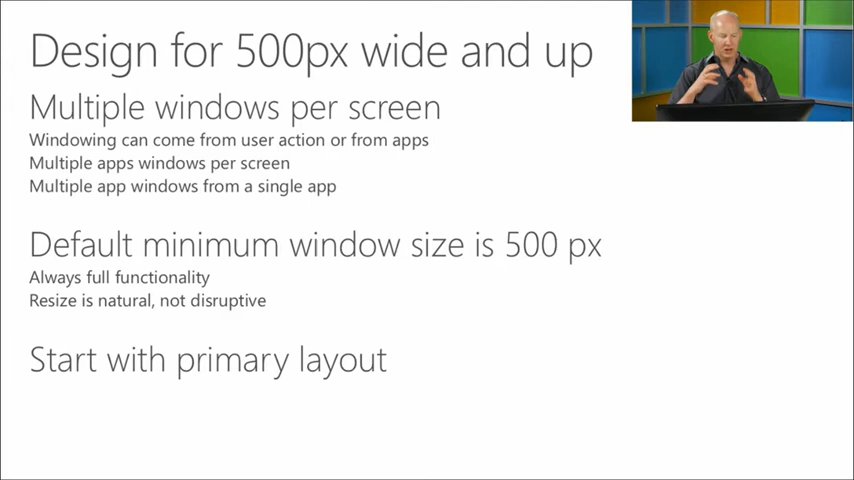 Design for 500px wide and up
Multiple windows per screen
Windowing can come from user action or from apps
Multiple apps windows per screen
Multiple app windows from a single app
Default minimum window size is 500 px
Always full functionality
Resize is natural, not disruptive
Start with primary layout